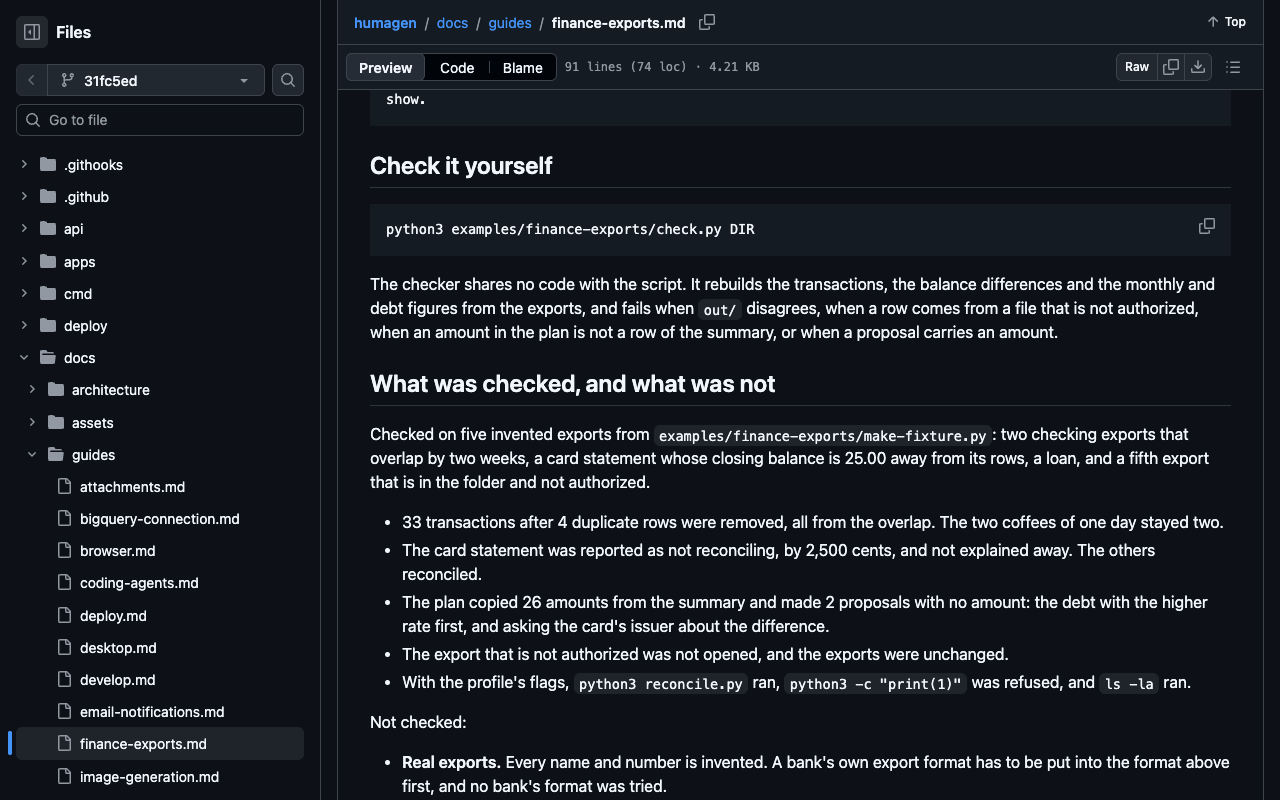 Files
humagen / docs / guides / finance-exports.md
Top
31fc5ed
Preview
Code
Blame
91 lines (74 loc) · 4.21 KB
Raw
Go to file
.githooks
.github
api
apps
cmd
deploy
docs
architecture
assets
guides
attachments.md
bigquery-connection.md
browser.md
coding-agents.md
deploy.md
desktop.md
develop.md
email-notifications.md
finance-exports.md
image-generation.md
show.
Check it yourself
python3 examples/finance-exports/check.py DIR
The checker shares no code with the script. It rebuilds the transactions, the balance differences and the monthly and
debt figures from the exports, and fails when out/ disagrees, when a row comes from a file that is not authorized,
when an amount in the plan is not a row of the summary, or when a proposal carries an amount.
What was checked, and what was not
Checked on five invented exports from examples/finance-exports/make-fixture.py: two checking exports that
overlap by two weeks, a card statement whose closing balance is 25.00 away from its rows, a loan, and a fifth export
that is in the folder and not authorized.
• 33 transactions after 4 duplicate rows were removed, all from the overlap. The two coffees of one day stayed two.
• The card statement was reported as not reconciling, by 2,500 cents, and not explained away. The others
reconciled.
• The plan copied 26 amounts from the summary and made 2 proposals with no amount: the debt with the higher
rate first, and asking the card's issuer about the difference.
• The export that is not authorized was not opened, and the exports were unchanged.
• With the profile's flags, python3 reconcile.py ran, python3 -c "print(1)" was refused, and ls -la ran.
Not checked:
• Real exports. Every name and number is invented. A bank's own export format has to be put into the format above
first, and no bank's format was tried.